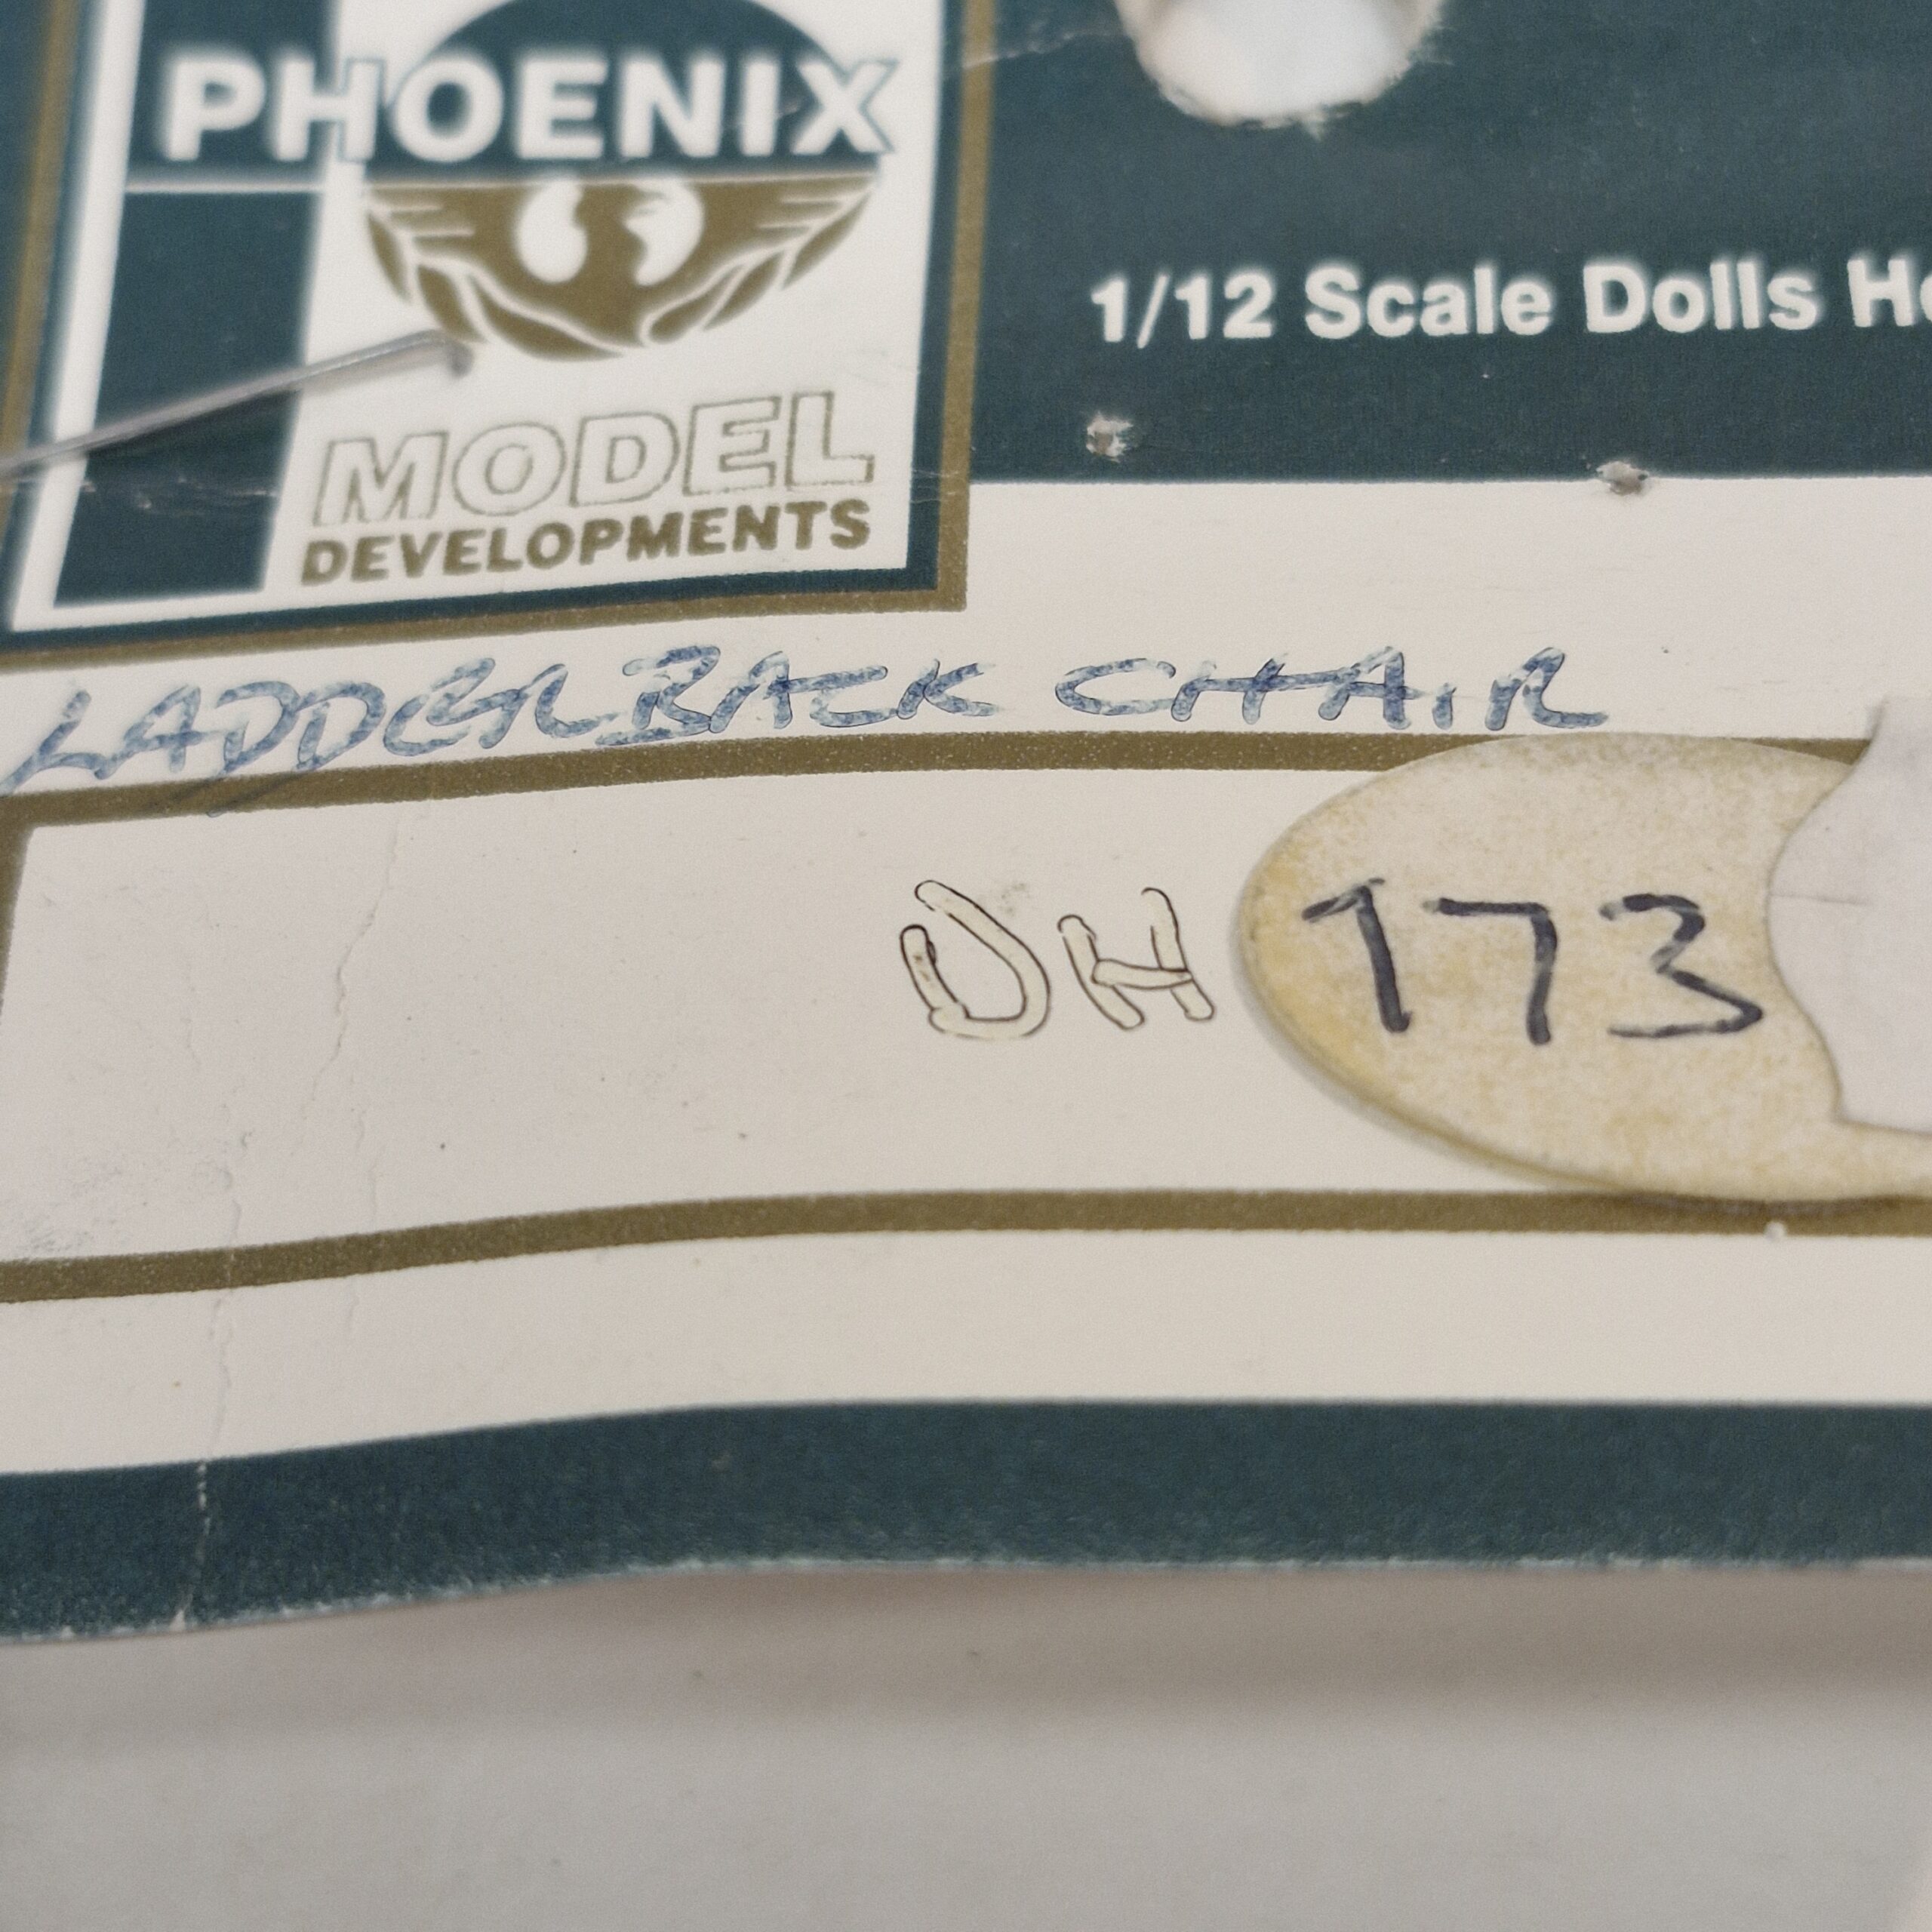 PHOENIX
MODEL
DEVELOPMENTS
1/12 Scale Dolls
LADDERBACK CHAIR
DH 173